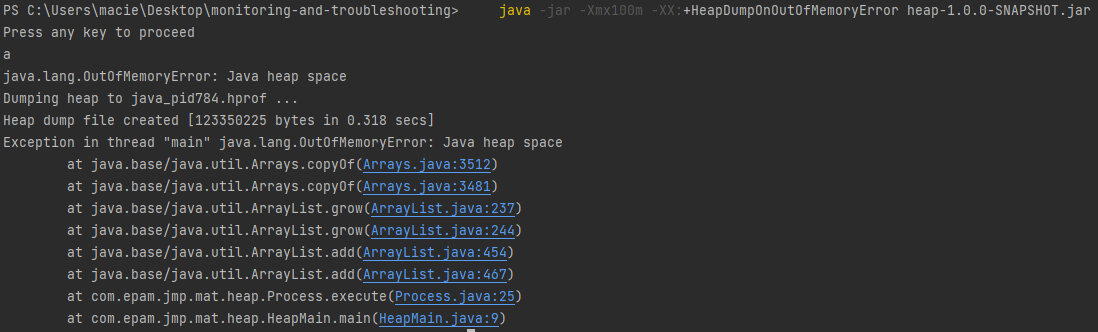 PS C:\Users\macie\Desktop\monitoring-and-troubleshooting>     java -jar -Xmx100m -XX:+HeapDumpOnOutOfMemoryError heap-1.0.0-SNAPSHOT.jar
Press any key to proceed
a
java.lang.OutOfMemoryError: Java heap space
Dumping heap to java_pid784.hprof ...
Heap dump file created [123350225 bytes in 0.318 secs]
Exception in thread "main" java.lang.OutOfMemoryError: Java heap space
        at java.base/java.util.Arrays.copyOf(Arrays.java:3512)
        at java.base/java.util.Arrays.copyOf(Arrays.java:3481)
        at java.base/java.util.ArrayList.grow(ArrayList.java:237)
        at java.base/java.util.ArrayList.grow(ArrayList.java:244)
        at java.base/java.util.ArrayList.add(ArrayList.java:454)
        at java.base/java.util.ArrayList.add(ArrayList.java:467)
        at com.epam.jmp.mat.heap.Process.execute(Process.java:25)
        at com.epam.jmp.mat.heap.HeapMain.main(HeapMain.java:9)